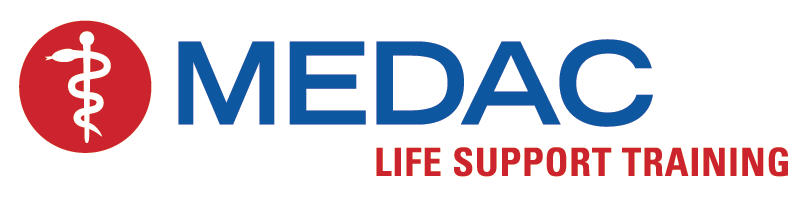 MEDAC
LIFE SUPPORT TRAINING